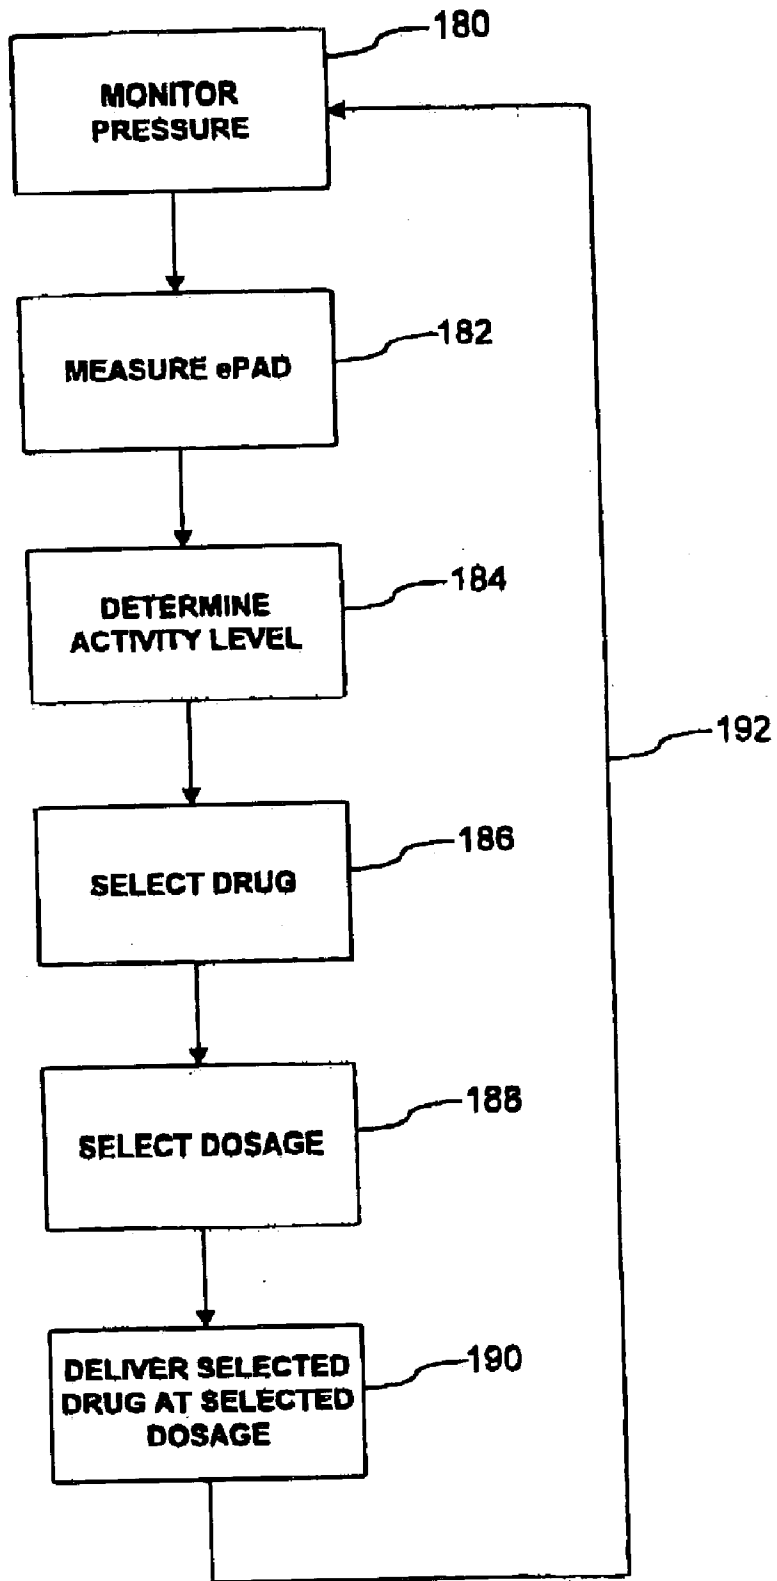 180
MONITOR
PRESSURE
182
MEASURE ePAD
184
DETERMINE
ACTIVITY LEVEL
192
186
SELECT DRUG
188
SELECT DOSAGE
190
DELIVER SELECTED
DRUG AT SELECTED
DOSAGE